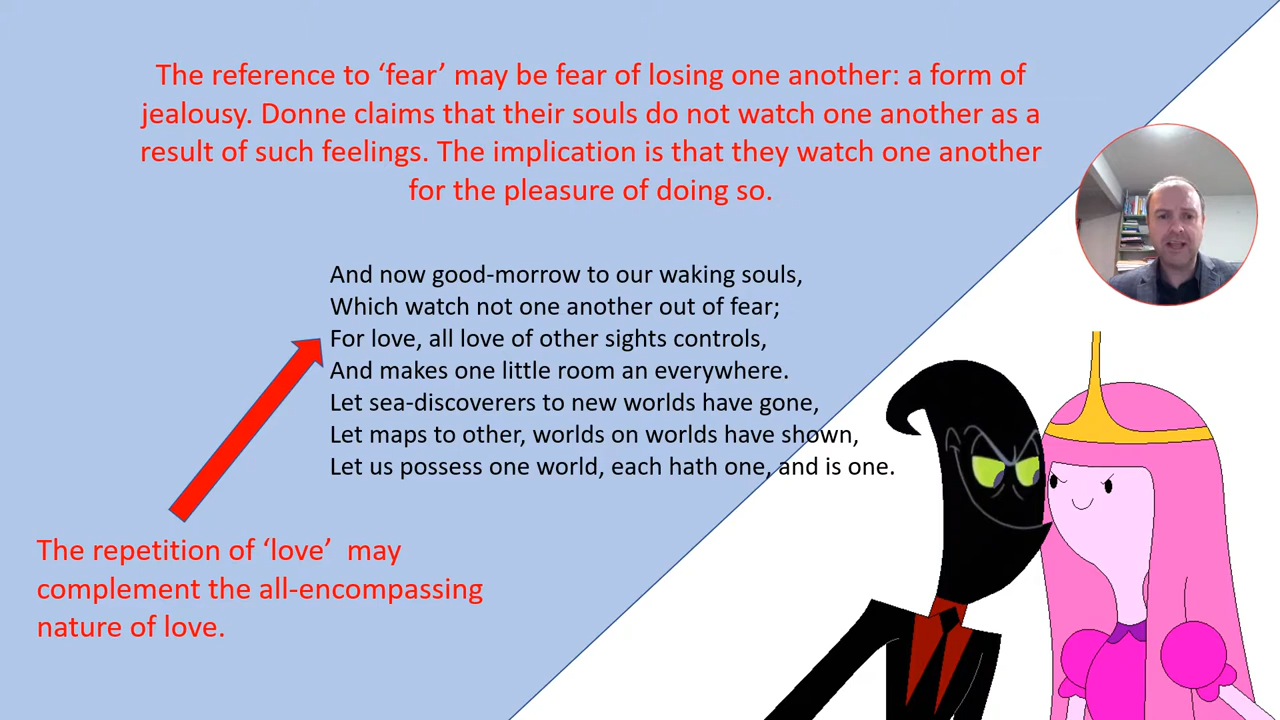 The reference to ‘fear’ may be fear of losing one another: a form of
jealousy. Donne claims that their souls do not watch one another as a
result of such feelings. The implication is that they watch one another
for the pleasure of doing so.
And now good-morrow to our waking souls,
Which watch not one another out of fear;
For love, all love of other sights controls,
And makes one little room an everywhere.
Let sea-discoverers to new worlds have gone,
Let maps to other, worlds on worlds have shown,
Let us possess one world, each hath one, and is one.
The repetition of ‘love’  may
complement the all-encompassing
nature of love.